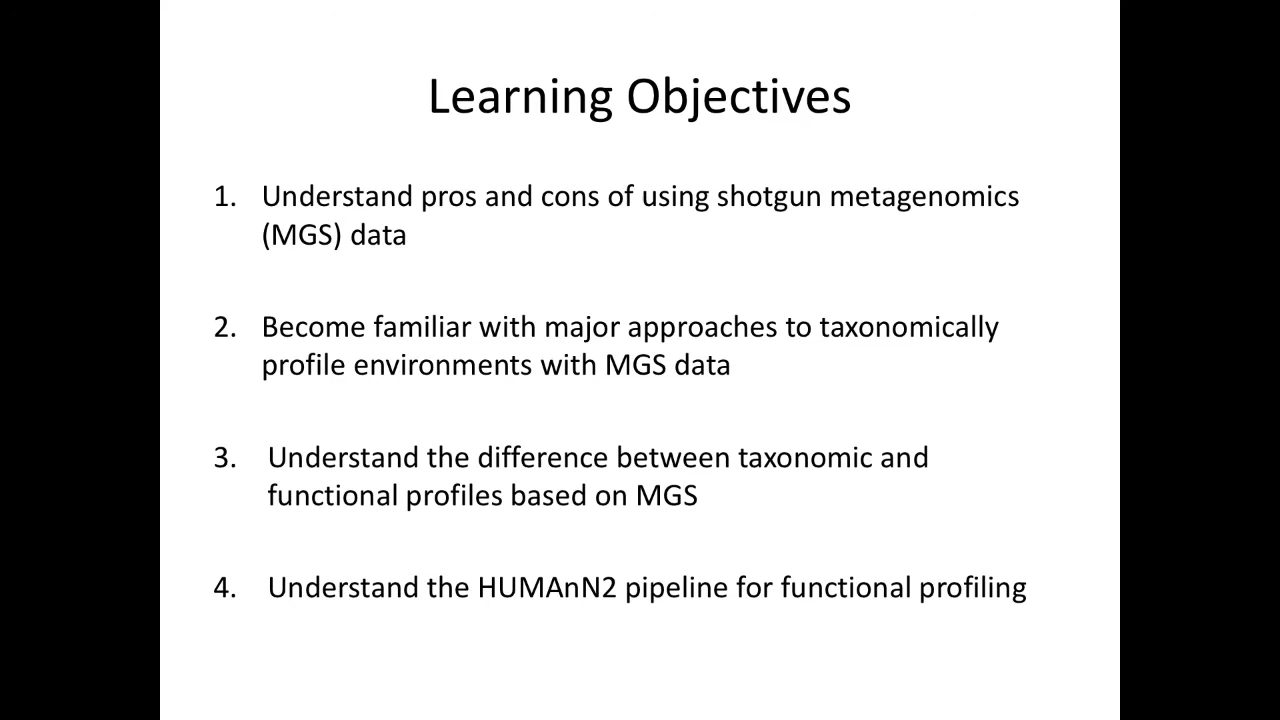 Learning Objectives
1. Understand pros and cons of using shotgun metagenomics
(MGS) data
2. Become familiar with major approaches to taxonomically
profile environments with MGS data
3. Understand the difference between taxonomic and
functional profiles based on MGS
4. Understand the HUMAnN2 pipeline for functional profiling